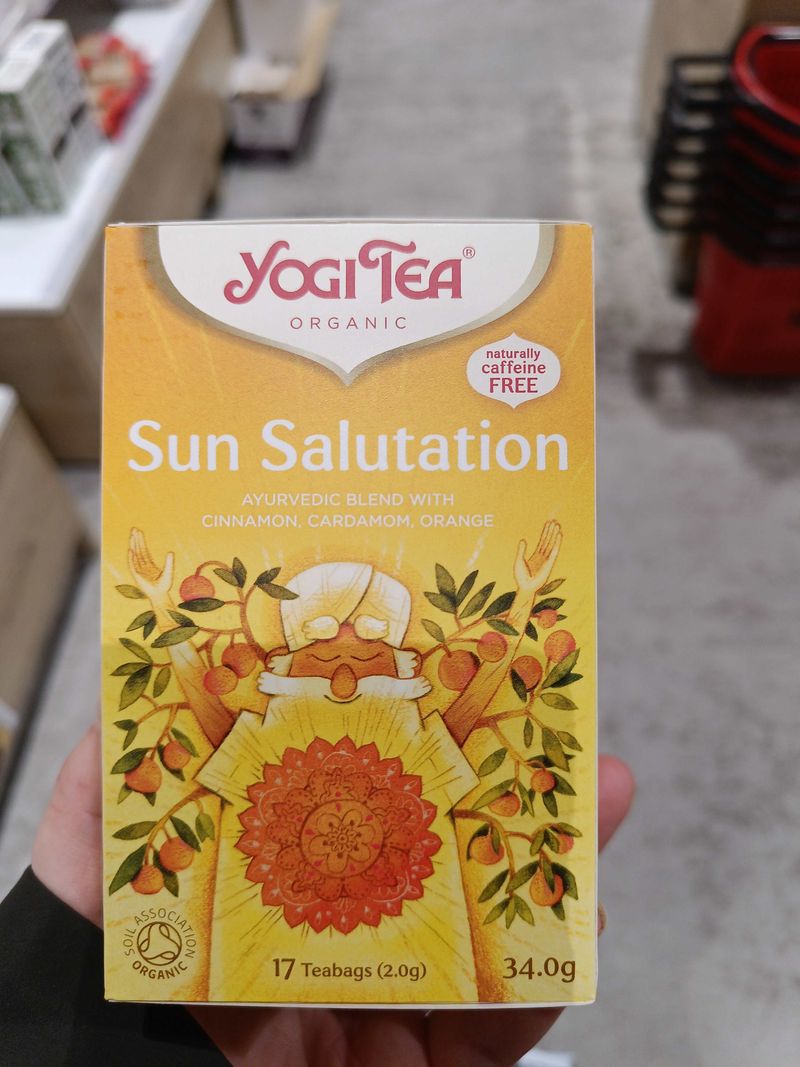 YOGI TEA®
ORGANIC
naturally
caffeine
FREE
Sun Salutation
AYURVEDIC BLEND WITH
CINNAMON, CARDAMOM, ORANGE
SOIL ASSOCIATION
ORGANIC
17 Teabags (2.0g)
34.0g